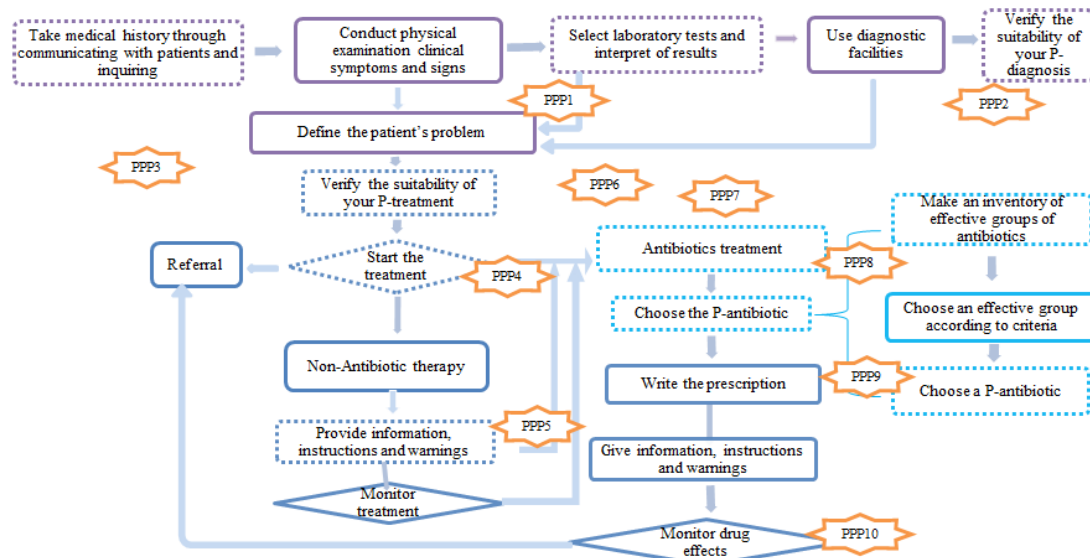 Take medical history through
communicating with patients and
inquiring
Conduct physical
examination clinical
symptoms and signs
Select laboratory tests and
interpret of results
Use diagnostic
facilities
Verify the
suitability of
your P-
diagnosis
PPP1
PPP2
Define the patient's problem
PPP3
Verify the suitability of
your P-treatment
PPP6
PPP7
Make an inventory of
effective groups of
antibiotics
Referral
Start the
treatment
PPP4
Antibiotics treatment
PPP8
Choose the P-antibiotic
Choose an effective group
according to criteria
Non-Antibiotic therapy
Write the prescription
PPP9
Choose a P-antibiotic
Provide information,
instructions and warnings
PPP5
Give information, instructions
and warnings
Monitor
treatment
Monitor drug
effects
PPP10